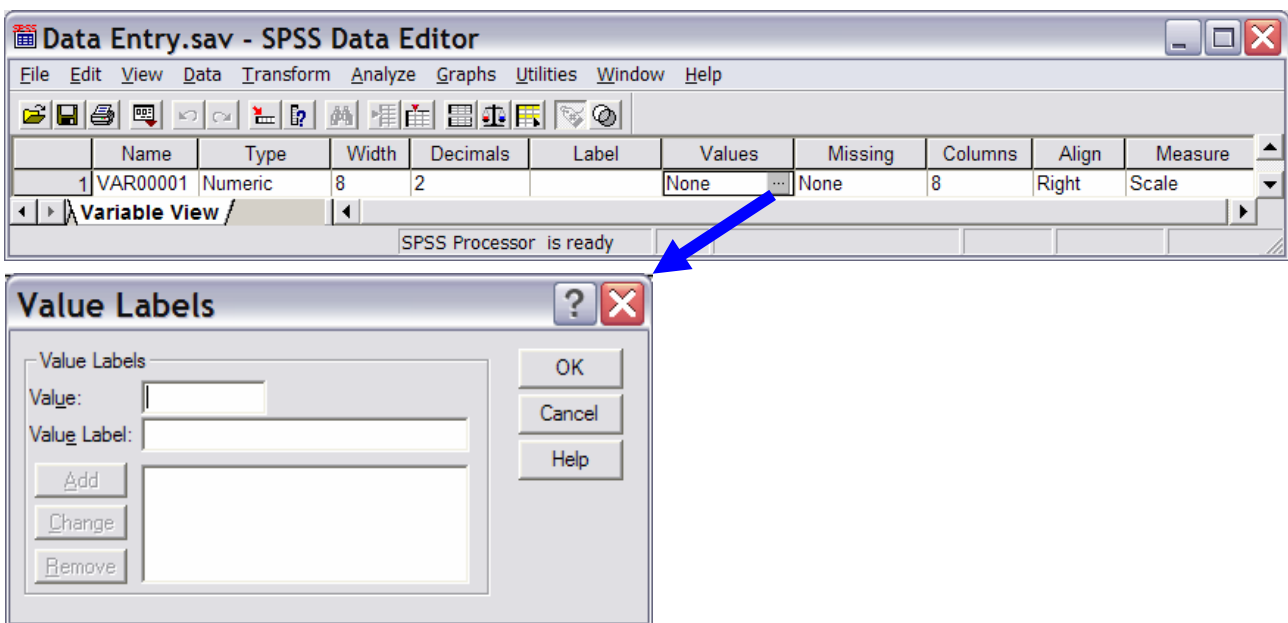 Data Entry.sav - SPSS Data Editor
File Edit View Data Transform Analyze Graphs Utilities Window Help
Name Type Width Decimals Label Values Missing Columns Align Measure
1 VAR00001 Numeric 8 2 None ... None 8 Right Scale
Variable View
SPSS Processor is ready
Value Labels
Value Labels
Value:
Value Label:
OK
Cancel
Help
Add
Change
Remove